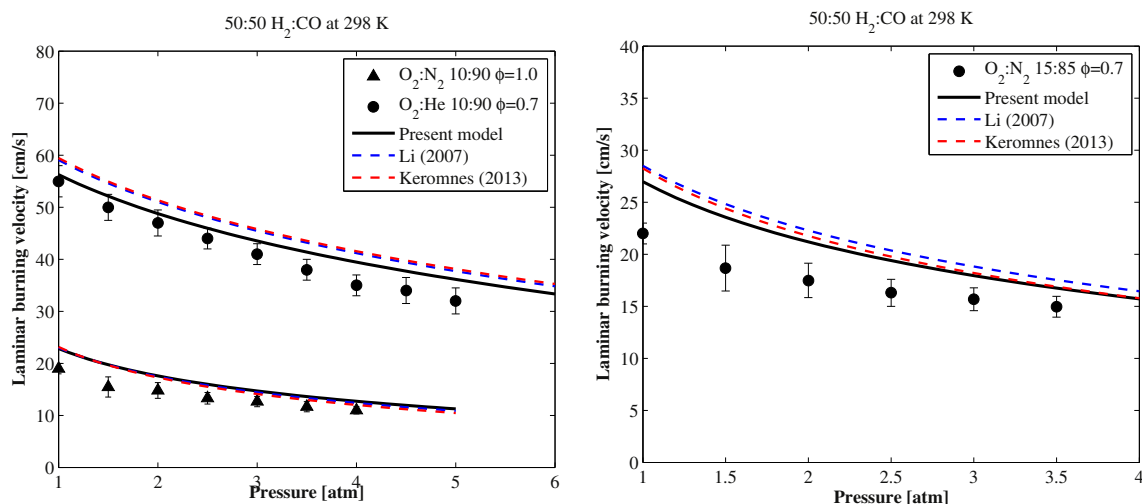 50:50 H2:CO at 298 K
80
70
60
50
40
30
20
10
0
Laminar burning velocity [cm/s]
O2:N2 10:90 ϕ=1.0
O2:He 10:90 ϕ=0.7
Present model
Li (2007)
Keromnes (2013)
1
2
3
4
5
6
Pressure [atm]
50:50 H2:CO at 298 K
40
35
30
25
20
15
10
5
0
Laminar burning velocity [cm/s]
O2:N2 15:85 ϕ=0.7
Present model
Li (2007)
Keromnes (2013)
1
1.5
2
2.5
3
3.5
4
Pressure [atm]